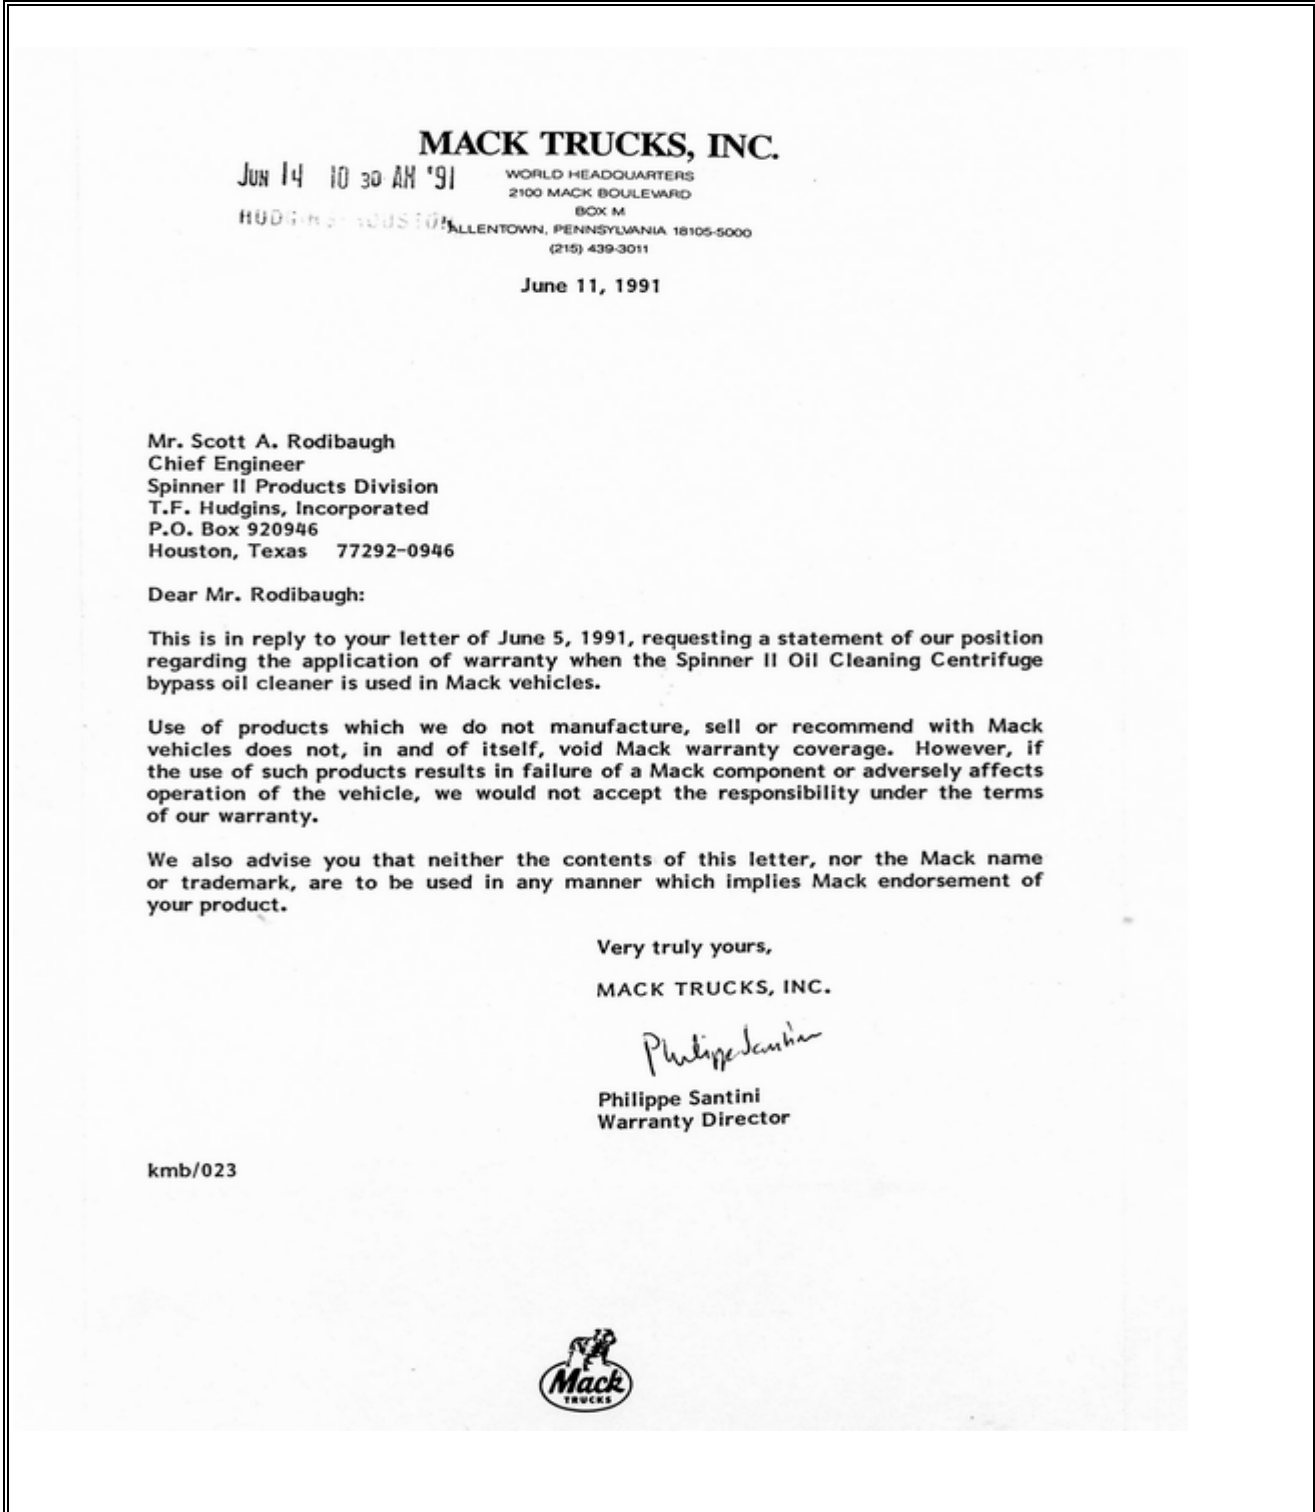 MACK TRUCKS, INC.
JUN 14 10 30 AM '91
WORLD HEADQUARTERS
2100 MACK BOULEVARD
BOX M
ALLENTOWN, PENNSYLVANIA 18105-5000
(215) 439-3011
June 11, 1991
Mr. Scott A. Rodibaugh
Chief Engineer
Spinner II Products Division
T.F. Hudgins, Incorporated
P.O. Box 920946
Houston, Texas 77292-0946
Dear Mr. Rodibaugh:
This is in reply to your letter of June 5, 1991, requesting a statement of our position
regarding the application of warranty when the Spinner II Oil Cleaning Centrifuge
bypass oil cleaner is used in Mack vehicles.
Use of products which we do not manufacture, sell or recommend with Mack
vehicles does not, in and of itself, void Mack warranty coverage. However, if
the use of such products results in failure of a Mack component or adversely affects
operation of the vehicle, we would not accept the responsibility under the terms
of our warranty.
We also advise you that neither the contents of this letter, nor the Mack name
or trademark, are to be used in any manner which implies Mack endorsement of
your product.
Very truly yours,
MACK TRUCKS, INC.
Philippe Santini
Philippe Santini
Warranty Director
kmb/023
Mack
TRUCKS